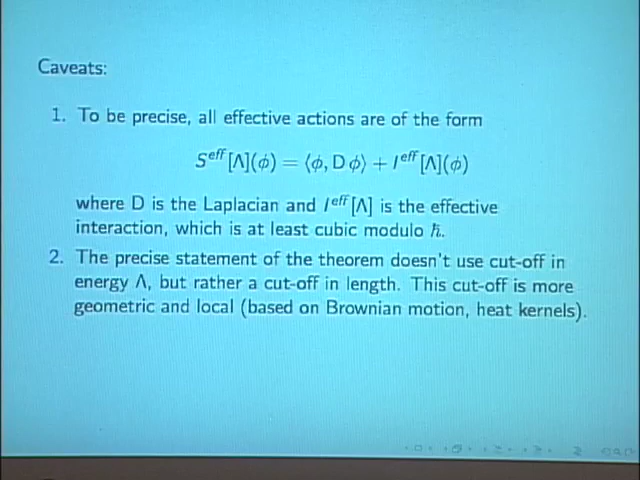 Caveats:
1. To be precise, all effective actions are of the form
S^eff[Λ](ϕ) = ⟨ϕ, D ϕ⟩ + I^eff[Λ](ϕ)
where D is the Laplacian and I^eff[Λ] is the effective
interaction, which is at least cubic modulo ℏ.
2. The precise statement of the theorem doesn't use cut-off in
energy Λ, but rather a cut-off in length. This cut-off is more
geometric and local (based on Brownian motion, heat kernels).